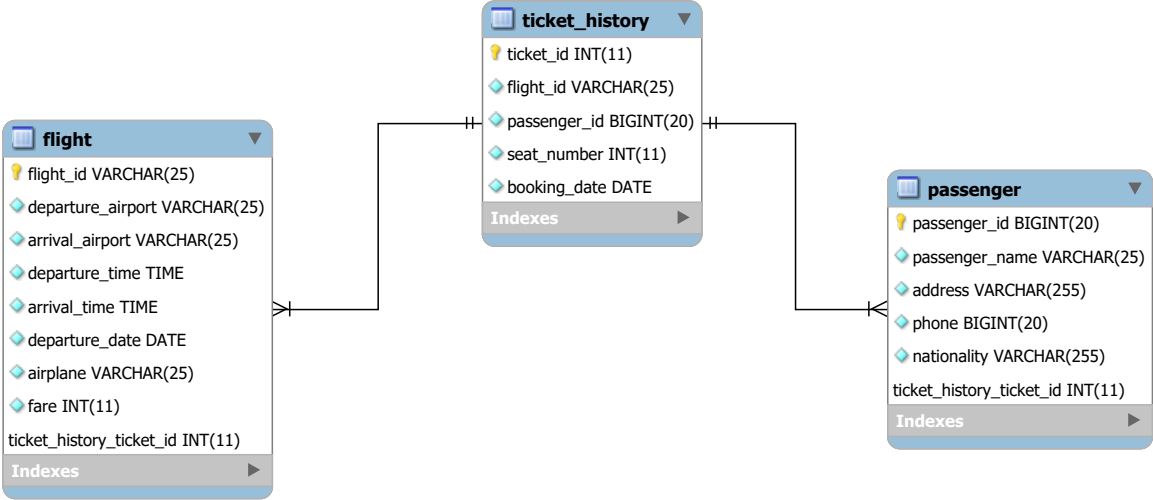 ticket_history
ticket_id INT(11)
flight_id VARCHAR(25)
passenger_id BIGINT(20)
seat_number INT(11)
booking_date DATE
Indexes
flight
flight_id VARCHAR(25)
departure_airport VARCHAR(25)
arrival_airport VARCHAR(25)
departure_time TIME
arrival_time TIME
departure_date DATE
airplane VARCHAR(25)
fare INT(11)
ticket_history_ticket_id INT(11)
Indexes
passenger
passenger_id BIGINT(20)
passenger_name VARCHAR(25)
address VARCHAR(255)
phone BIGINT(20)
nationality VARCHAR(255)
ticket_history_ticket_id INT(11)
Indexes